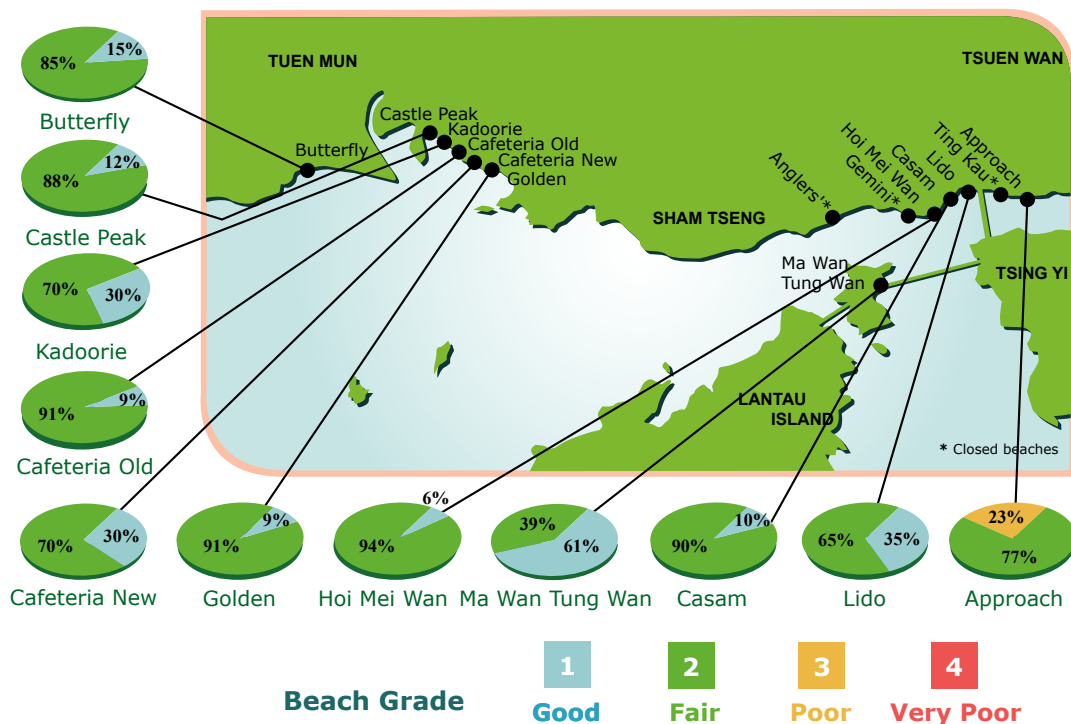 15%
85%
Butterfly
12%
88%
Castle Peak
70%
30%
Kadoorie
91%
9%
Cafeteria Old
TUEN MUN
TSUEN WAN
Castle Peak
Kadoorie
Cafeteria Old
Cafeteria New
Golden
Butterfly
SHAM TSENG
Anglers'*
Gemini*
Hoi Mei Wan
Casam
Lido
Ting Kau*
Approach
Ma Wan
Tung Wan
TSING YI
LANTAU
ISLAND
* Closed beaches
70%
30%
Cafeteria New
9%
91%
Golden
6%
94%
Hoi Mei Wan
39%
61%
Ma Wan Tung Wan
10%
90%
Casam
65%
35%
Lido
23%
77%
Approach
Beach Grade
1
Good
2
Fair
3
Poor
4
Very Poor